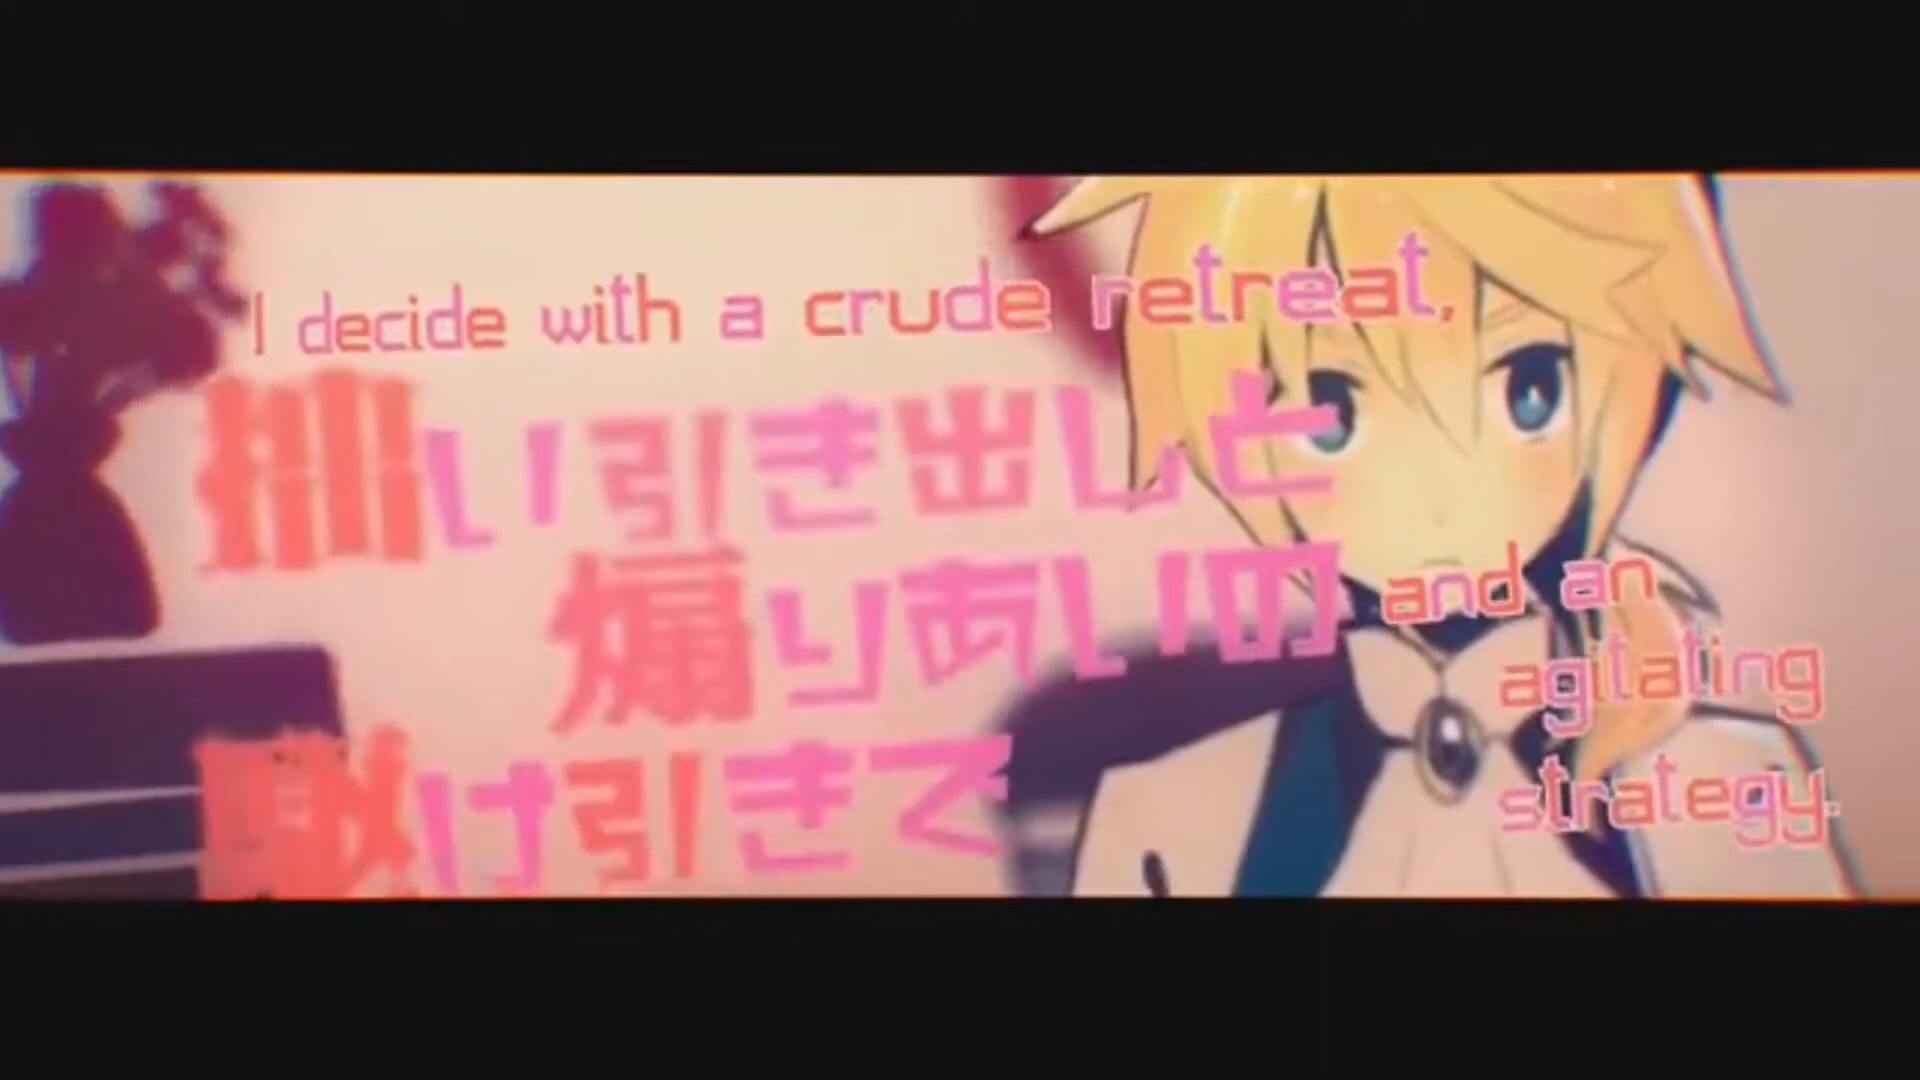 I decide with a crude retreat,
拙い引き出しと
煽りあいの
駆け引きで
and an
agitating
strategy.